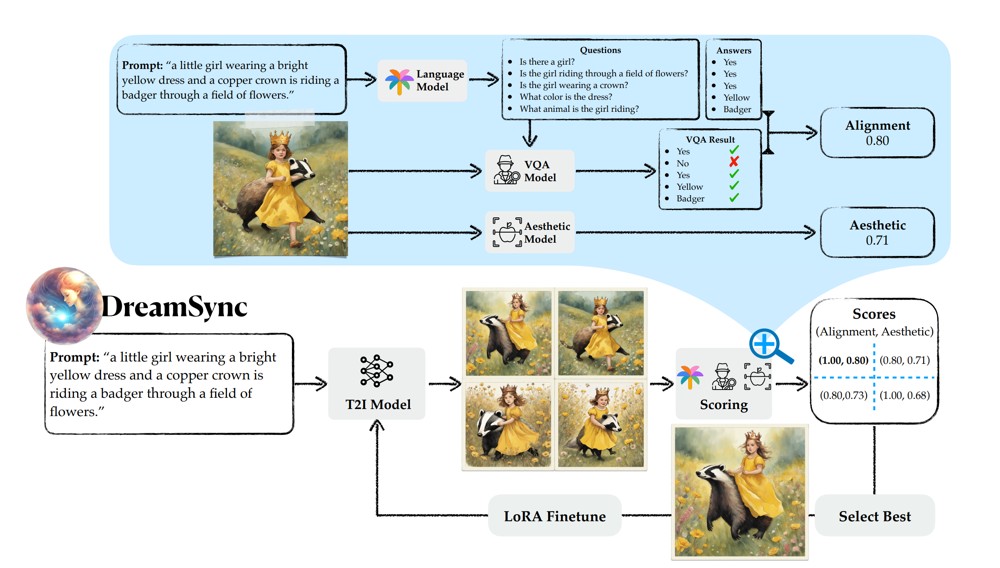 Prompt: “a little girl wearing a bright
yellow dress and a copper crown is riding a
badger through a field of flowers.”
Language
Model
Questions
• Is there a girl?
• Is the girl riding through a field of flowers?
• Is the girl wearing a crown?
• What color is the dress?
• What animal is the girl riding?
Answers
• Yes
• Yes
• Yes
• Yellow
• Badger
Alignment
0.80
VQA
Model
VQA Result
• Yes ✓
• No ✘
• Yes ✓
• Yellow ✓
• Badger ✓
Aesthetic
Model
Aesthetic
0.71
DreamSync
Prompt: “a little girl wearing a bright
yellow dress and a copper crown is
riding a badger through a field of
flowers.”
T2I Model
Scoring
Scores
(Alignment, Aesthetic)
(1.00, 0.80) (0.80, 0.71)
(0.80,0.73) (1.00, 0.68)
LoRA Finetune
Select Best